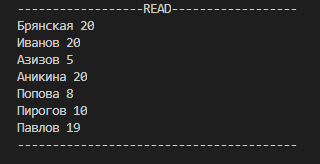 ------------------READ------------------
Брянская 20
Иванов 20
Азизов 5
Аникина 20
Попова 8
Пирогов 10
Павлов 19
----------------------------------------